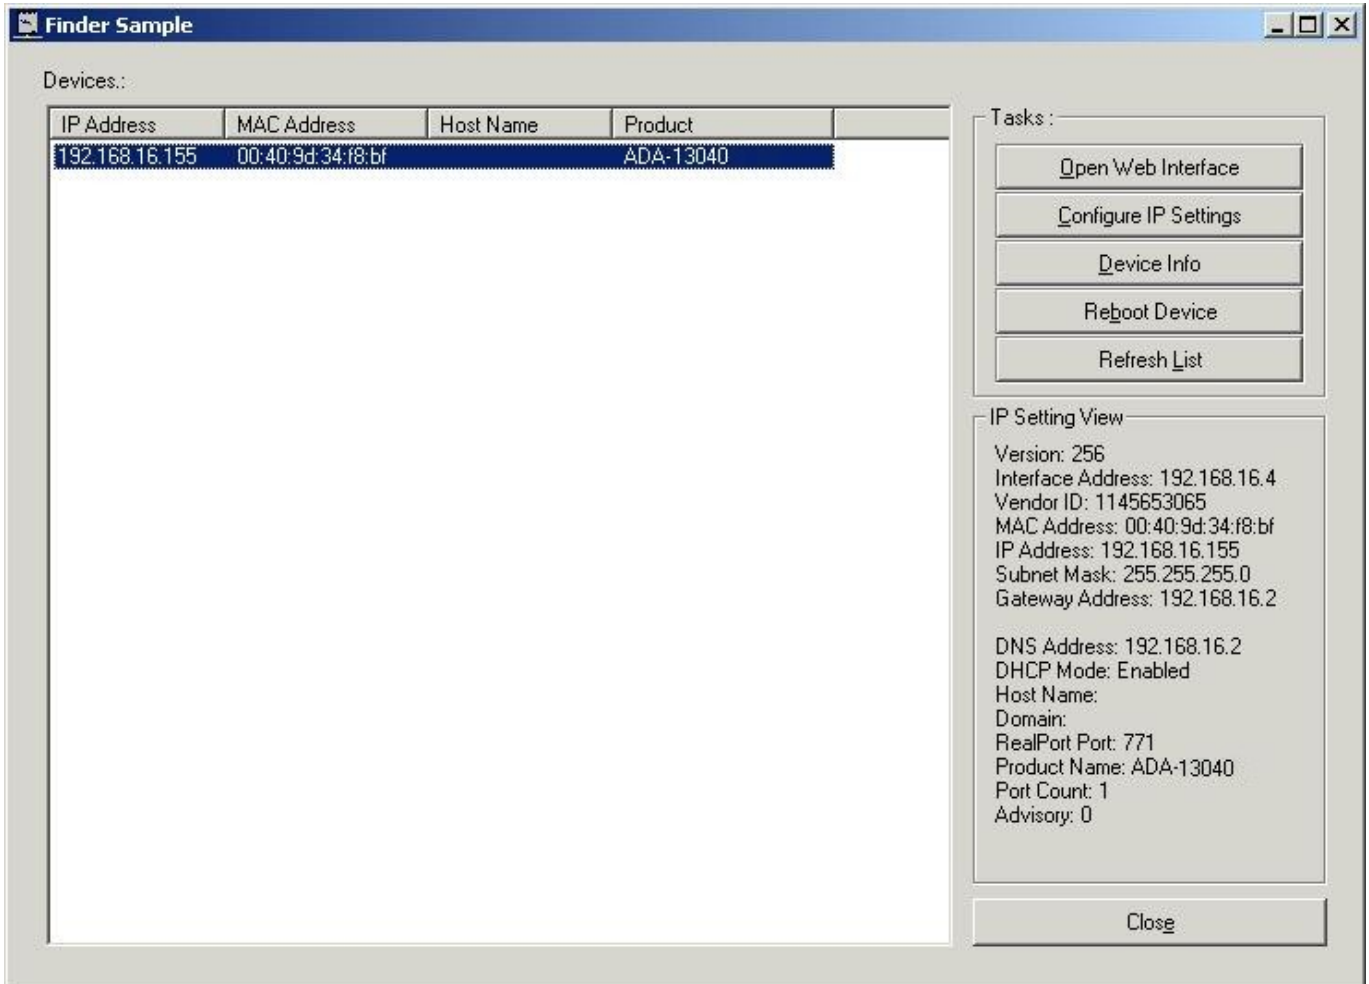 Finder Sample
Devices.:
IP Address MAC Address Host Name Product
192.168.16.155 00:40:9d:34:f8:bf ADA-13040
Tasks :
Open Web Interface
Configure IP Settings
Device Info
Reboot Device
Refresh List
IP Setting View
Version: 256
Interface Address: 192.168.16.4
Vendor ID: 1145653065
MAC Address: 00:40:9d:34:f8:bf
IP Address: 192.168.16.155
Subnet Mask: 255.255.255.0
Gateway Address: 192.168.16.2
DNS Address: 192.168.16.2
DHCP Mode: Enabled
Host Name:
Domain:
RealPort Port: 771
Product Name: ADA-13040
Port Count: 1
Advisory: 0
Close